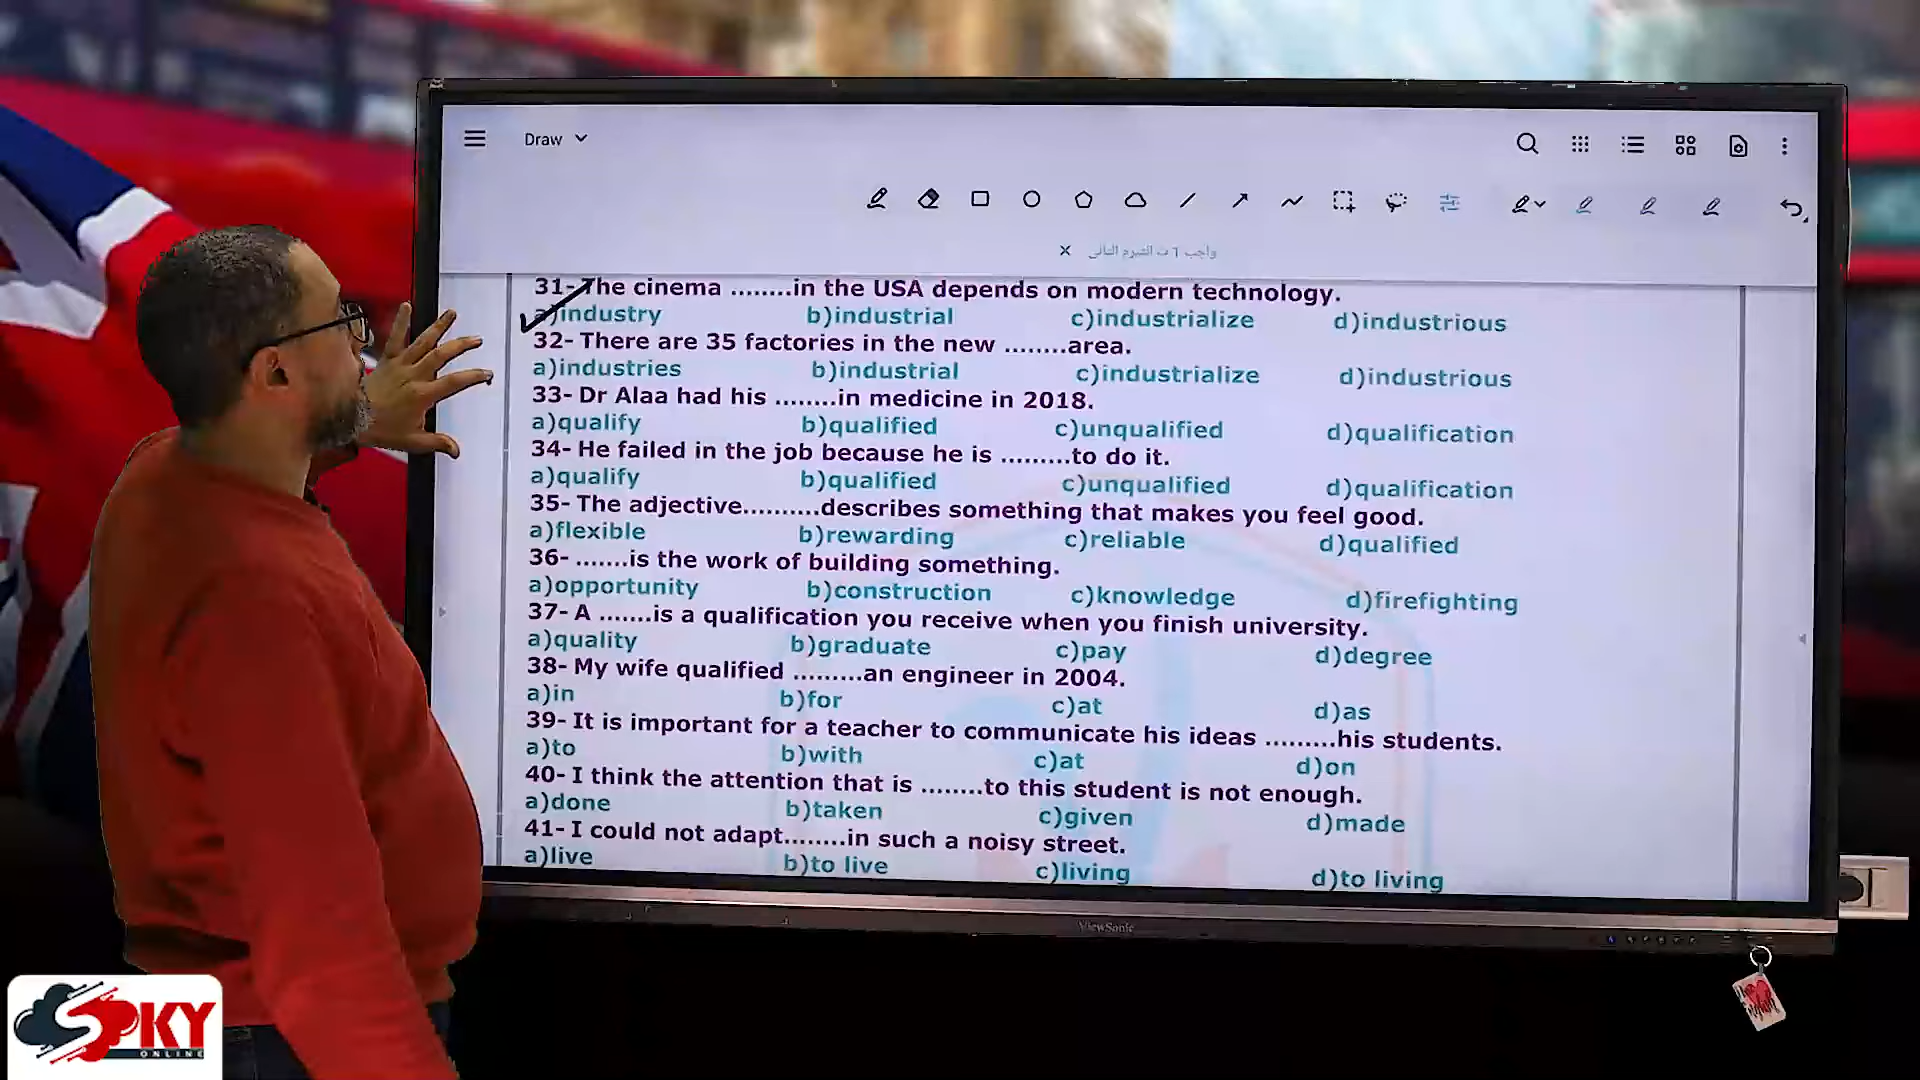 Draw
واجب 1 ث الترم الثانى
31- The cinema ........in the USA depends on modern technology.
a)industry b)industrial c)industrialize d)industrious
32- There are 35 factories in the new ........area.
a)industries b)industrial c)industrialize d)industrious
33- Dr Alaa had his ........in medicine in 2018.
a)qualify b)qualified c)unqualified d)qualification
34- He failed in the job because he is .........to do it.
a)qualify b)qualified c)unqualified d)qualification
35- The adjective..........describes something that makes you feel good.
a)flexible b)rewarding c)reliable d)qualified
36- .......is the work of building something.
a)opportunity b)construction c)knowledge d)firefighting
37- A .......is a qualification you receive when you finish university.
a)quality b)graduate c)pay d)degree
38- My wife qualified .........an engineer in 2004.
a)in b)for c)at d)as
39- It is important for a teacher to communicate his ideas .........his students.
a)to b)with c)at d)on
40- I think the attention that is ........to this student is not enough.
a)done b)taken c)given d)made
41- I could not adapt........in such a noisy street.
a)live b)to live c)living d)to living
ViewSonic
SKY
ONLINE